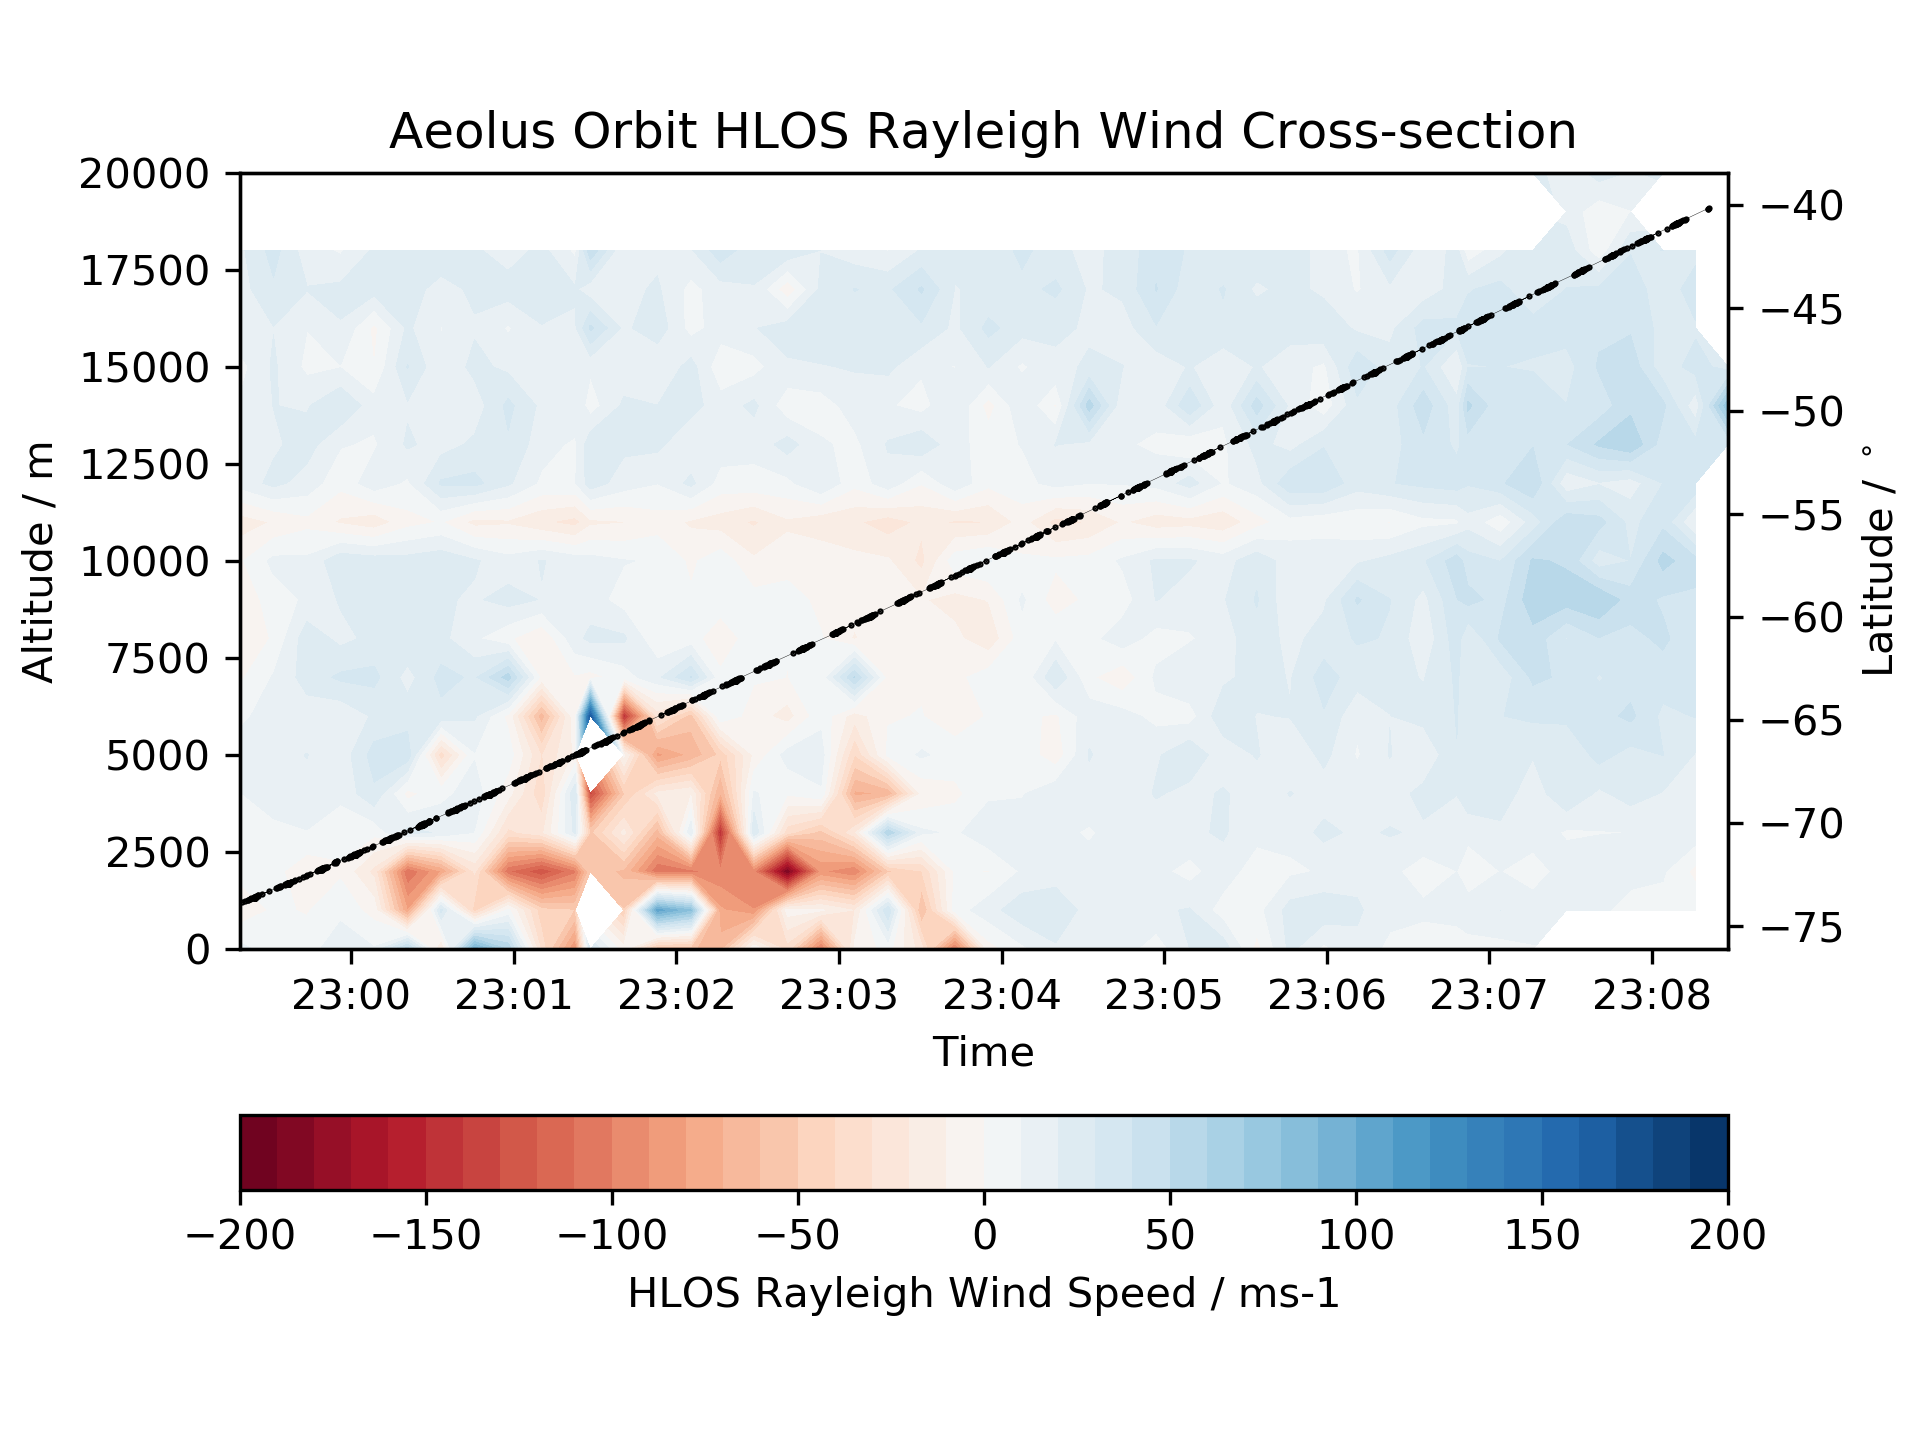 Aeolus Orbit HLOS Rayleigh Wind Cross-section
20000
17500
15000
12500
10000
7500
5000
2500
0
Altitude / m
−40
−45
−50
−55
−60
−65
−70
−75
Latitude / °
23:00 23:01 23:02 23:03 23:04 23:05 23:06 23:07 23:08
Time
−200 −150 −100 −50 0 50 100 150 200
HLOS Rayleigh Wind Speed / ms-1